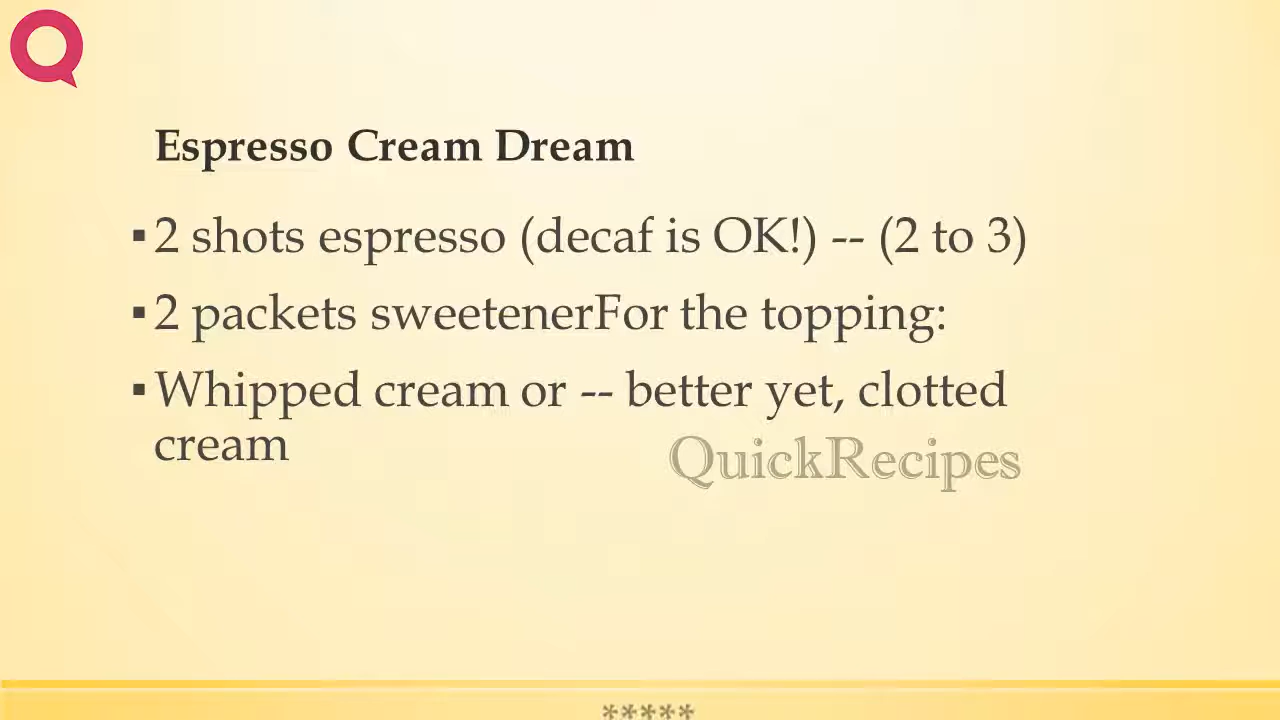 Espresso Cream Dream
▪2 shots espresso (decaf is OK!) -- (2 to 3)
▪2 packets sweetenerFor the topping:
▪Whipped cream or -- better yet, clotted
cream
QuickRecipes
*****